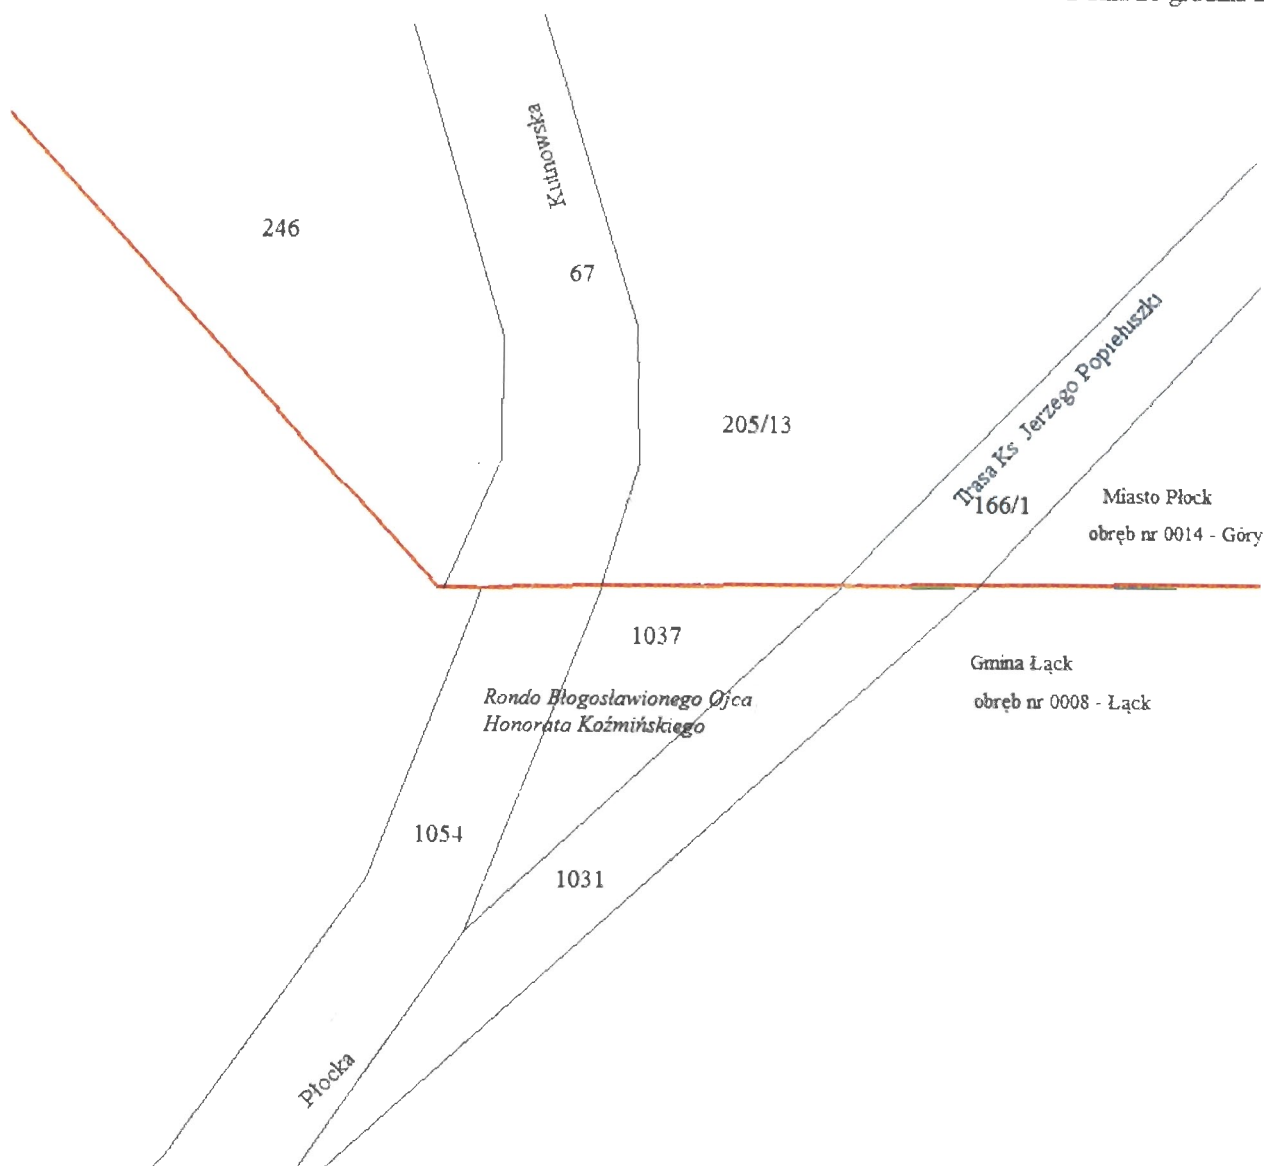 Kutnowska
246
67
Trasa Ks Jerzego Popiełuszki
205/13
166/1
Miasto Płock
obręb nr 0014 - Góry
1037
Gmina Łąck
obręb nr 0008 - Łąck
Rondo Błogosławionego Ojca
Honorata Koźmińskiego
1054
1031
Płocka